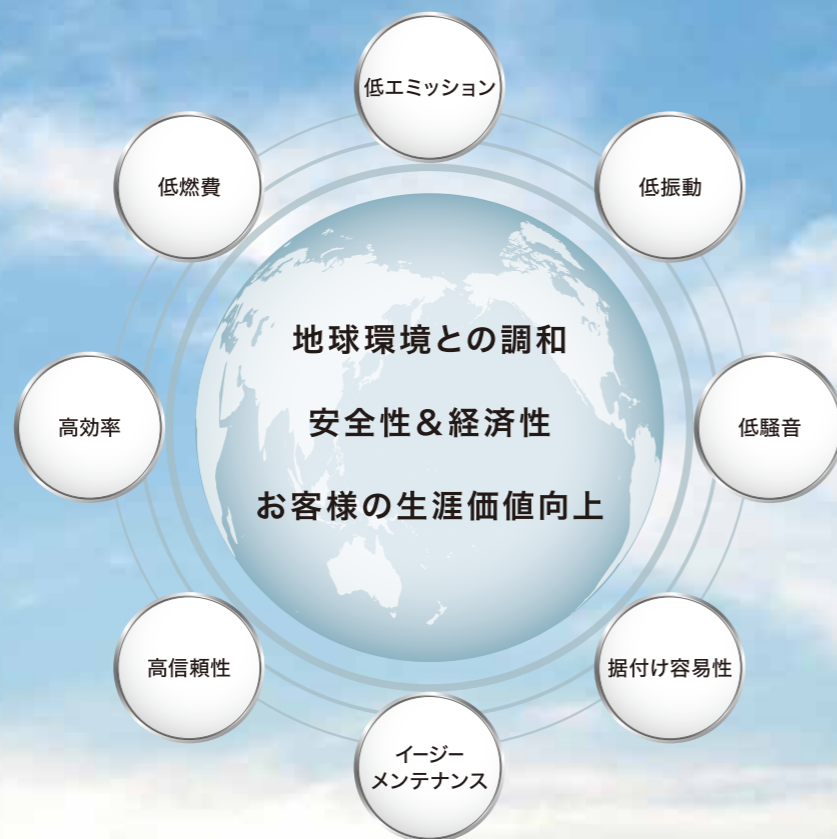 低エミッション
低燃費
低振動
地球環境との調和
安全性&経済性
お客様の生涯価値向上
高効率
低騒音
高信頼性
据付け容易性
イージー
メンテナンス